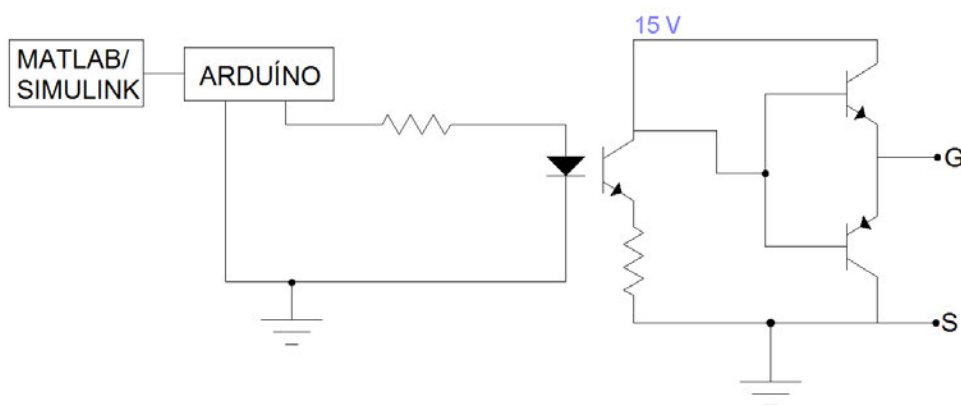 15 V
MATLAB/
SIMULINK
ARDUÍNO
G
S